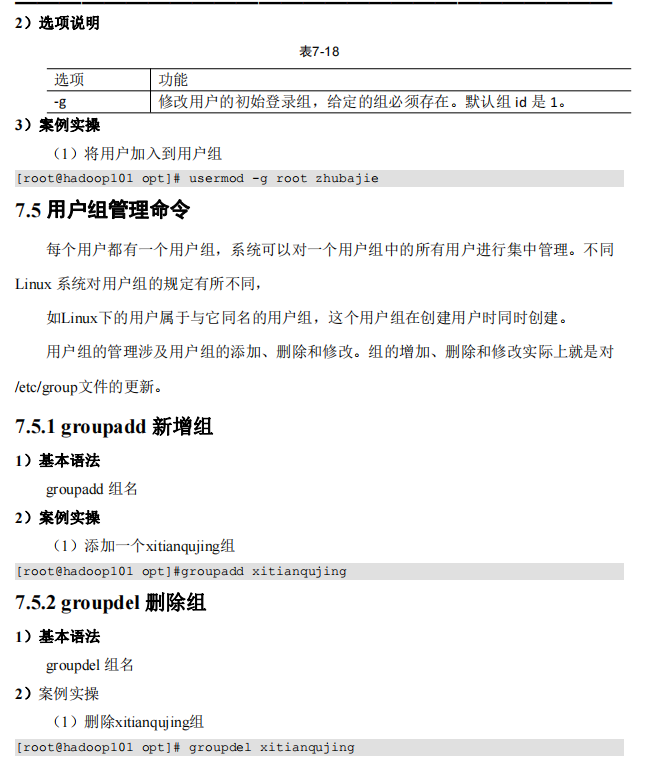 2）选项说明
表7-18
选项 功能
-g 修改用户的初始登录组，给定的组必须存在。默认组 id 是 1。
3）案例实操
（1）将用户加入到用户组
[root@hadoop101 opt]# usermod -g root zhubajie
7.5 用户组管理命令
每个用户都有一个用户组，系统可以对一个用户组中的所有用户进行集中管理。不同
Linux 系统对用户组的规定有所不同，
如Linux下的用户属于与它同名的用户组，这个用户组在创建用户时同时创建。
用户组的管理涉及用户组的添加、删除和修改。组的增加、删除和修改实际上就是对
/etc/group文件的更新。
7.5.1 groupadd 新增组
1）基本语法
groupadd 组名
2）案例实操
（1）添加一个xitianqujing组
[root@hadoop101 opt]#groupadd xitianqujing
7.5.2 groupdel 删除组
1）基本语法
groupdel 组名
2）案例实操
（1）删除xitianqujing组
[root@hadoop101 opt]# groupdel xitianqujing